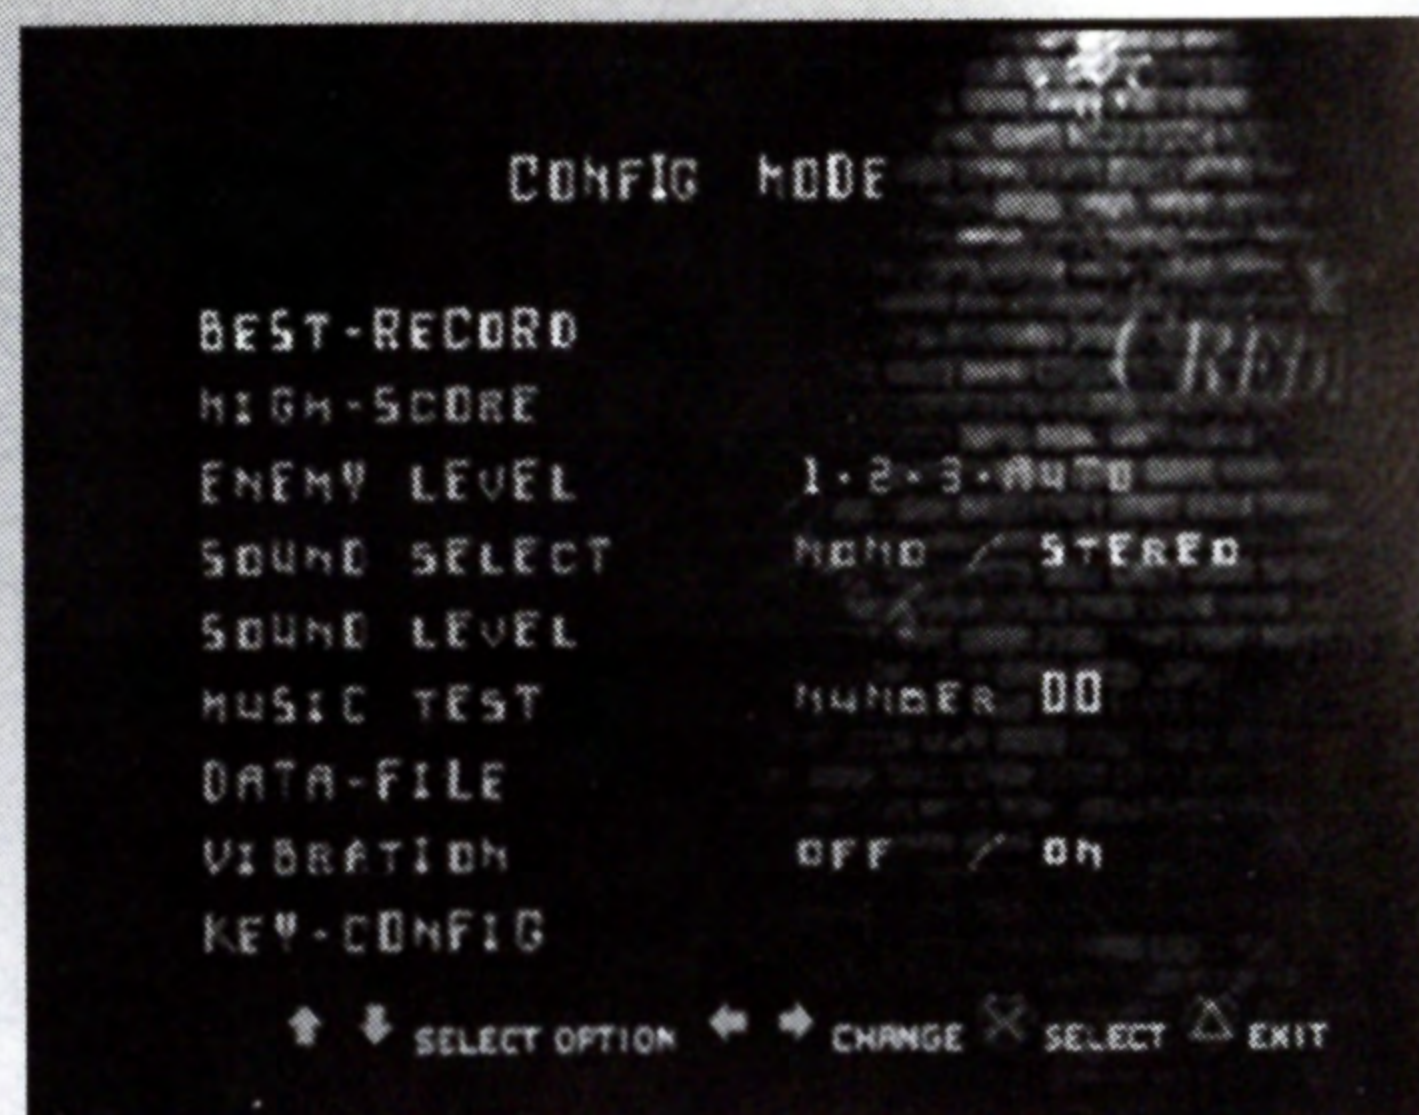 CONFIG MODE
BEST-RECORD
HIGH-SCORE
ENEMY LEVEL 1·2·3·AUTO
SOUND SELECT MONO / STEREO
SOUND LEVEL
MUSIC TEST NUMBER 00
DATA-FILE
VIBRATION OFF / ON
KEY-CONFIG
SELECT OPTION CHANGE SELECT EXIT